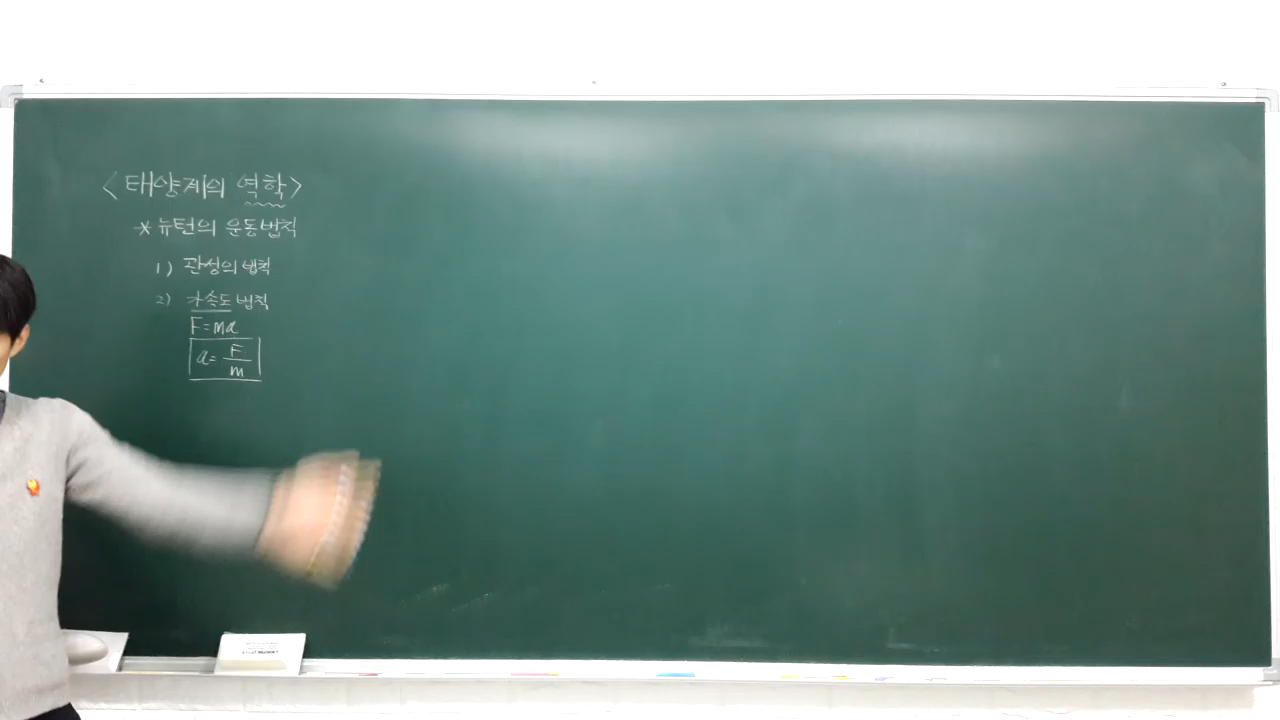 <태양계의 역학>
* 뉴턴의 운동법칙
1) 관성의 법칙
2) 가속도 법칙
F=ma
a= F/m